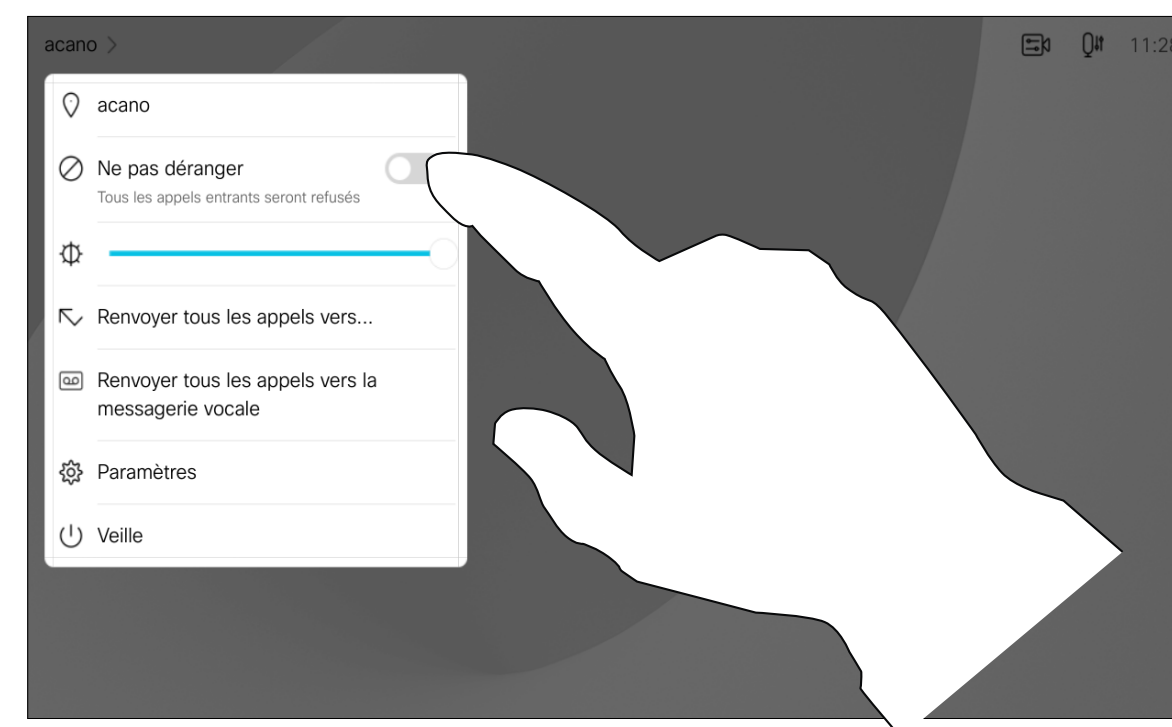 acano >
11:28
acano
Ne pas déranger
Tous les appels entrants seront refusés
Renvoyer tous les appels vers...
Renvoyer tous les appels vers la
messagerie vocale
Paramètres
Veille